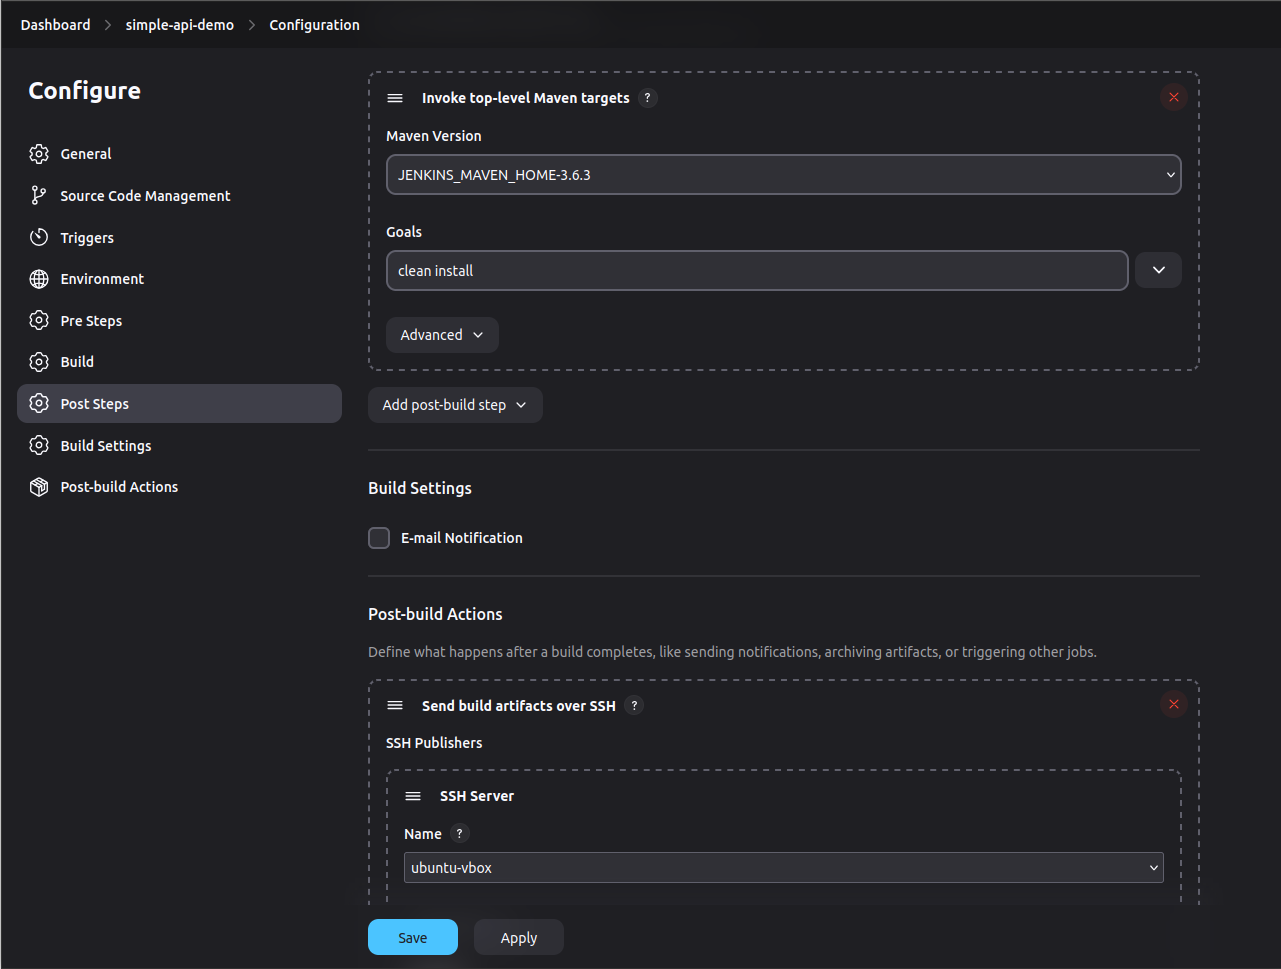 Dashboard > simple-api-demo > Configuration
Configure
General
Source Code Management
Triggers
Environment
Pre Steps
Build
Post Steps
Build Settings
Post-build Actions
Invoke top-level Maven targets ?
Maven Version
JENKINS_MAVEN_HOME-3.6.3
Goals
clean install
Advanced
Add post-build step
Build Settings
E-mail Notification
Post-build Actions
Define what happens after a build completes, like sending notifications, archiving artifacts, or triggering other jobs.
Send build artifacts over SSH ?
SSH Publishers
SSH Server
Name ?
ubuntu-vbox
Save Apply